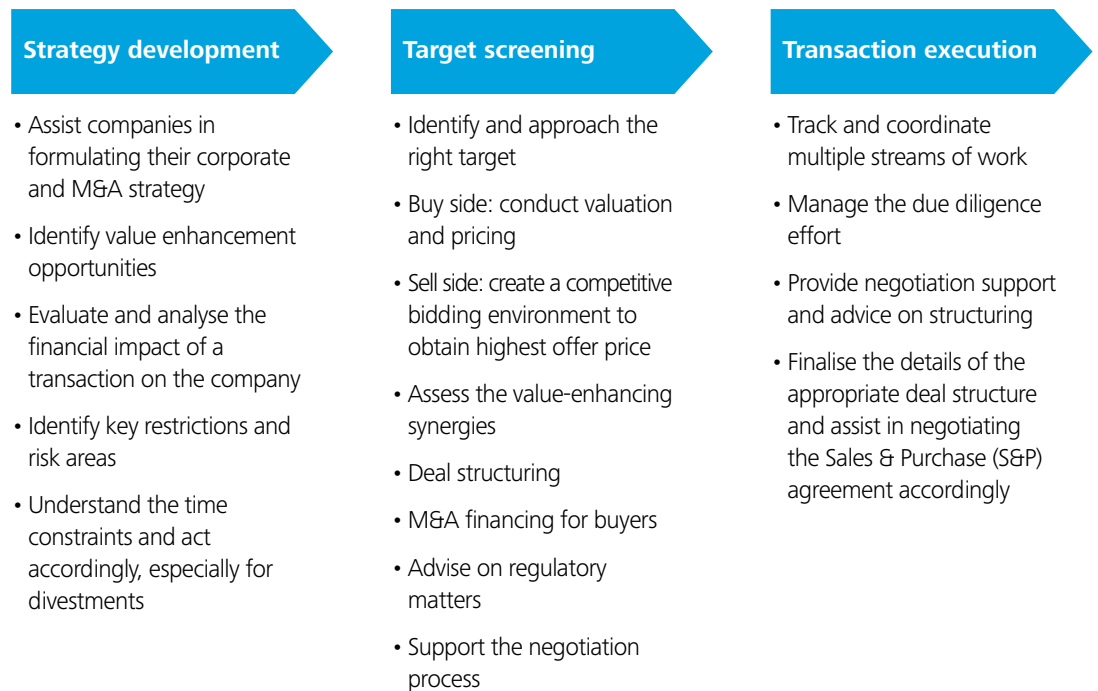 Strategy development
• Assist companies in
formulating their corporate
and M&A strategy
• Identify value enhancement
opportunities
• Evaluate and analyse the
financial impact of a
transaction on the company
• Identify key restrictions and
risk areas
• Understand the time
constraints and act
accordingly, especially for
divestments
Target screening
• Identify and approach the
right target
• Buy side: conduct valuation
and pricing
• Sell side: create a competitive
bidding environment to
obtain highest offer price
• Assess the value-enhancing
synergies
• Deal structuring
• M&A financing for buyers
• Advise on regulatory
matters
• Support the negotiation
process
Transaction execution
• Track and coordinate
multiple streams of work
• Manage the due diligence
effort
• Provide negotiation support
and advice on structuring
• Finalise the details of the
appropriate deal structure
and assist in negotiating
the Sales & Purchase (S&P)
agreement accordingly